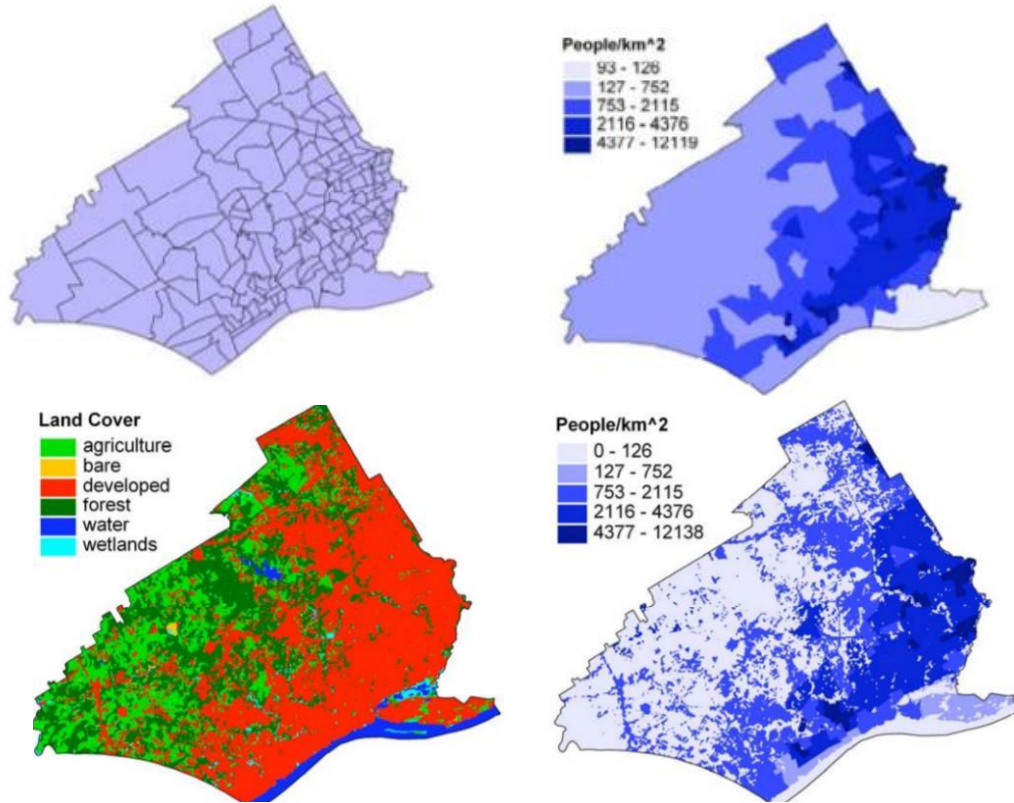 People/km^2
93 - 126
127 - 752
753 - 2115
2116 - 4376
4377 - 12119
Land Cover
agriculture
bare
developed
forest
water
wetlands
People/km^2
0 - 126
127 - 752
753 - 2115
2116 - 4376
4377 - 12138